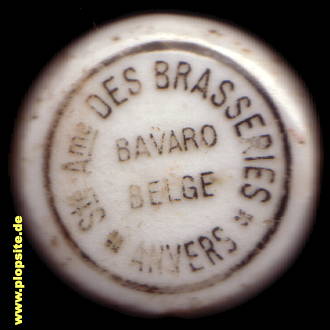 Sté Ame DES BRASSERIES
BAVARO
BELGE
* ANVERS *
www.plopsite.de